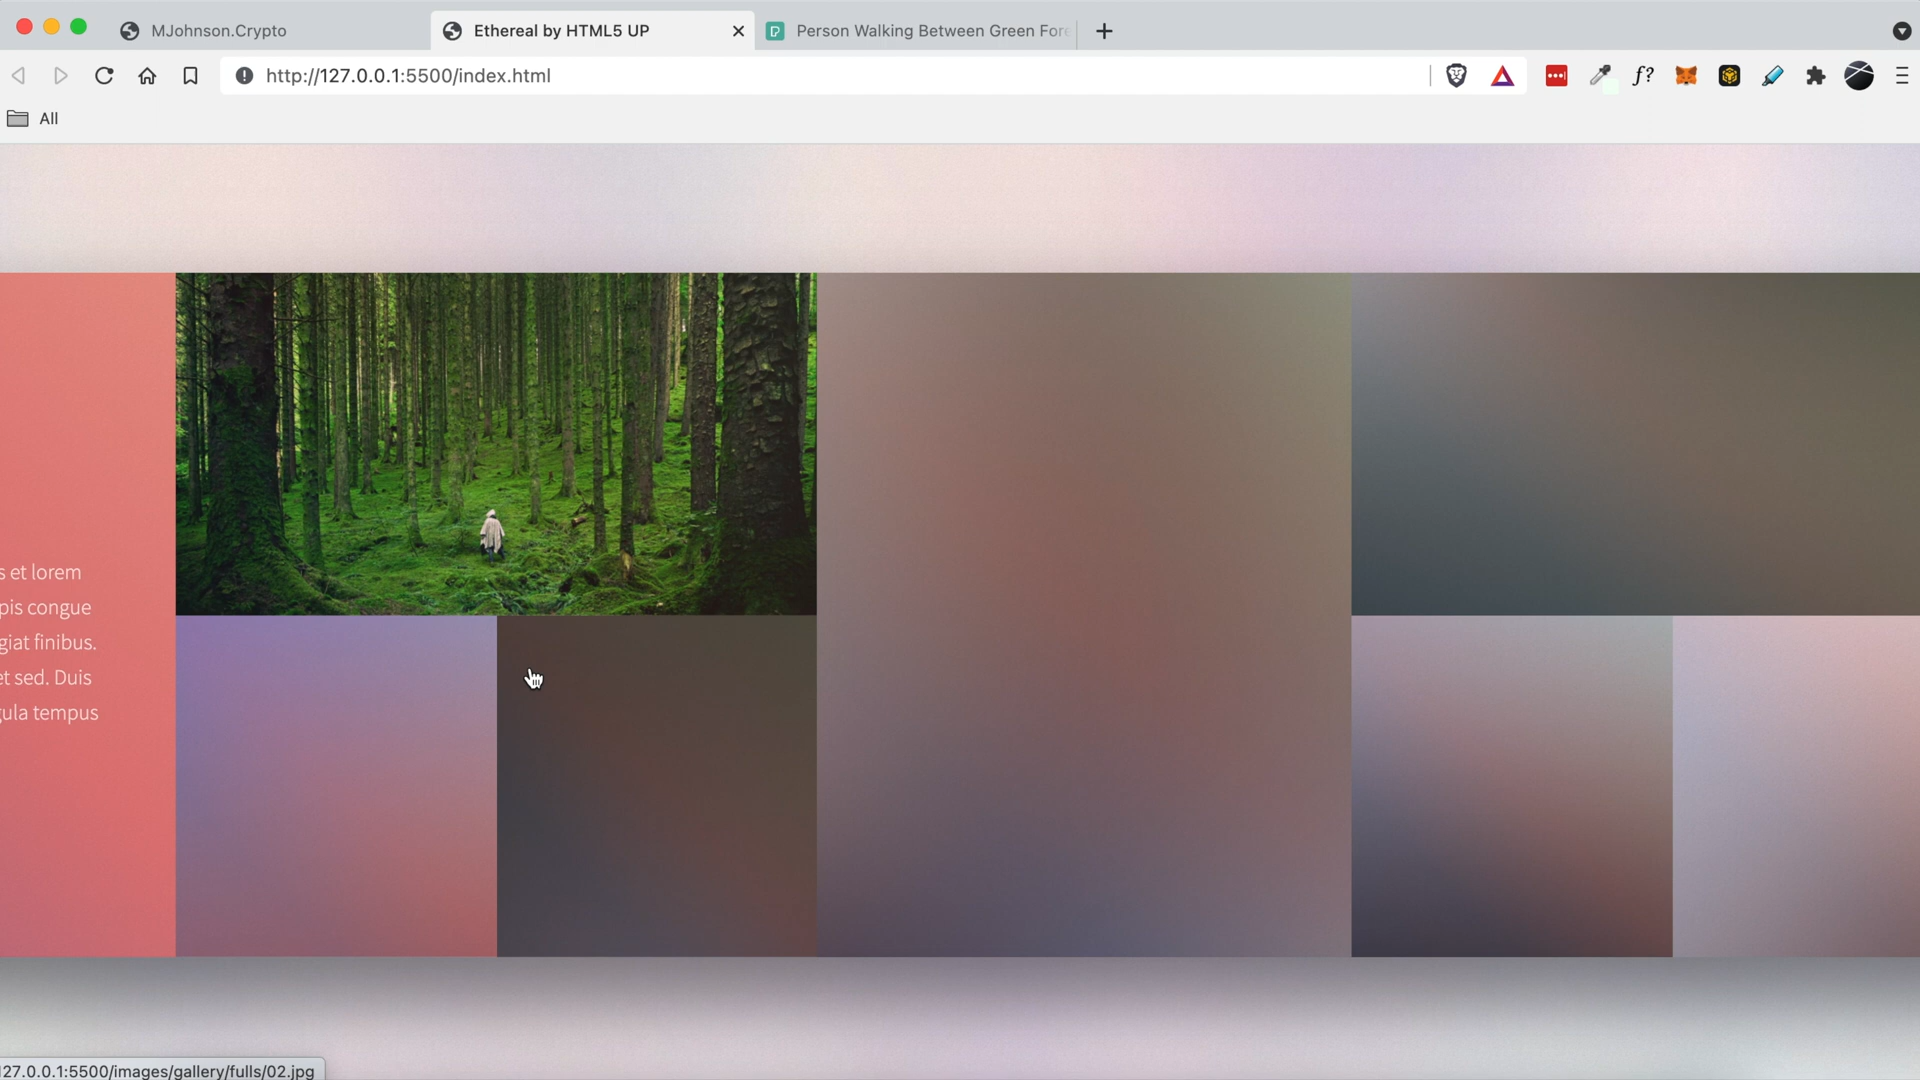 MJohnson.Crypto
Ethereal by HTML5 UP
Person Walking Between Green Fore
http://127.0.0.1:5500/index.html
f?
All
s et lorem
pis congue
giat finibus.
et sed. Duis
gula tempus
127.0.0.1:5500/images/gallery/fulls/02.jpg